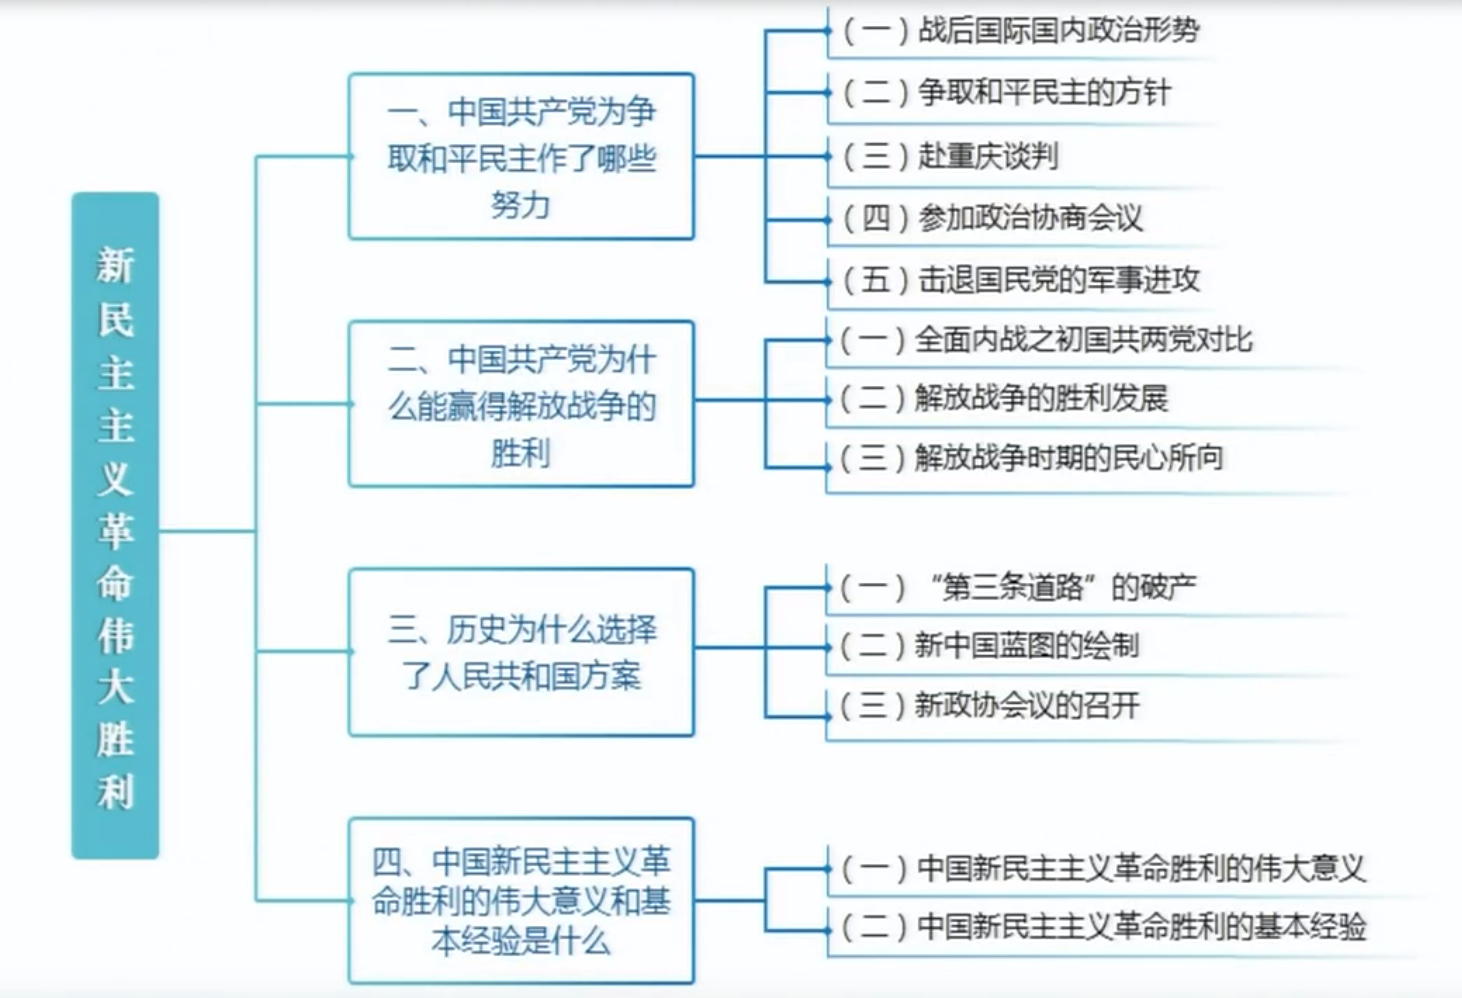 新民主主义革命伟大胜利
一、中国共产党为争
取和平民主作了哪些
努力
（一）战后国际国内政治形势
（二）争取和平民主的方针
（三）赴重庆谈判
（四）参加政治协商会议
（五）击退国民党的军事进攻
二、中国共产党为什
么能赢得解放战争的
胜利
（一）全面内战之初国共两党对比
（二）解放战争的胜利发展
（三）解放战争时期的民心所向
三、历史为什么选择
了人民共和国方案
（一）“第三条道路”的破产
（二）新中国蓝图的绘制
（三）新政协会议的召开
四、中国新民主主义革
命胜利的伟大意义和基
本经验是什么
（一）中国新民主主义革命胜利的伟大意义
（二）中国新民主主义革命胜利的基本经验